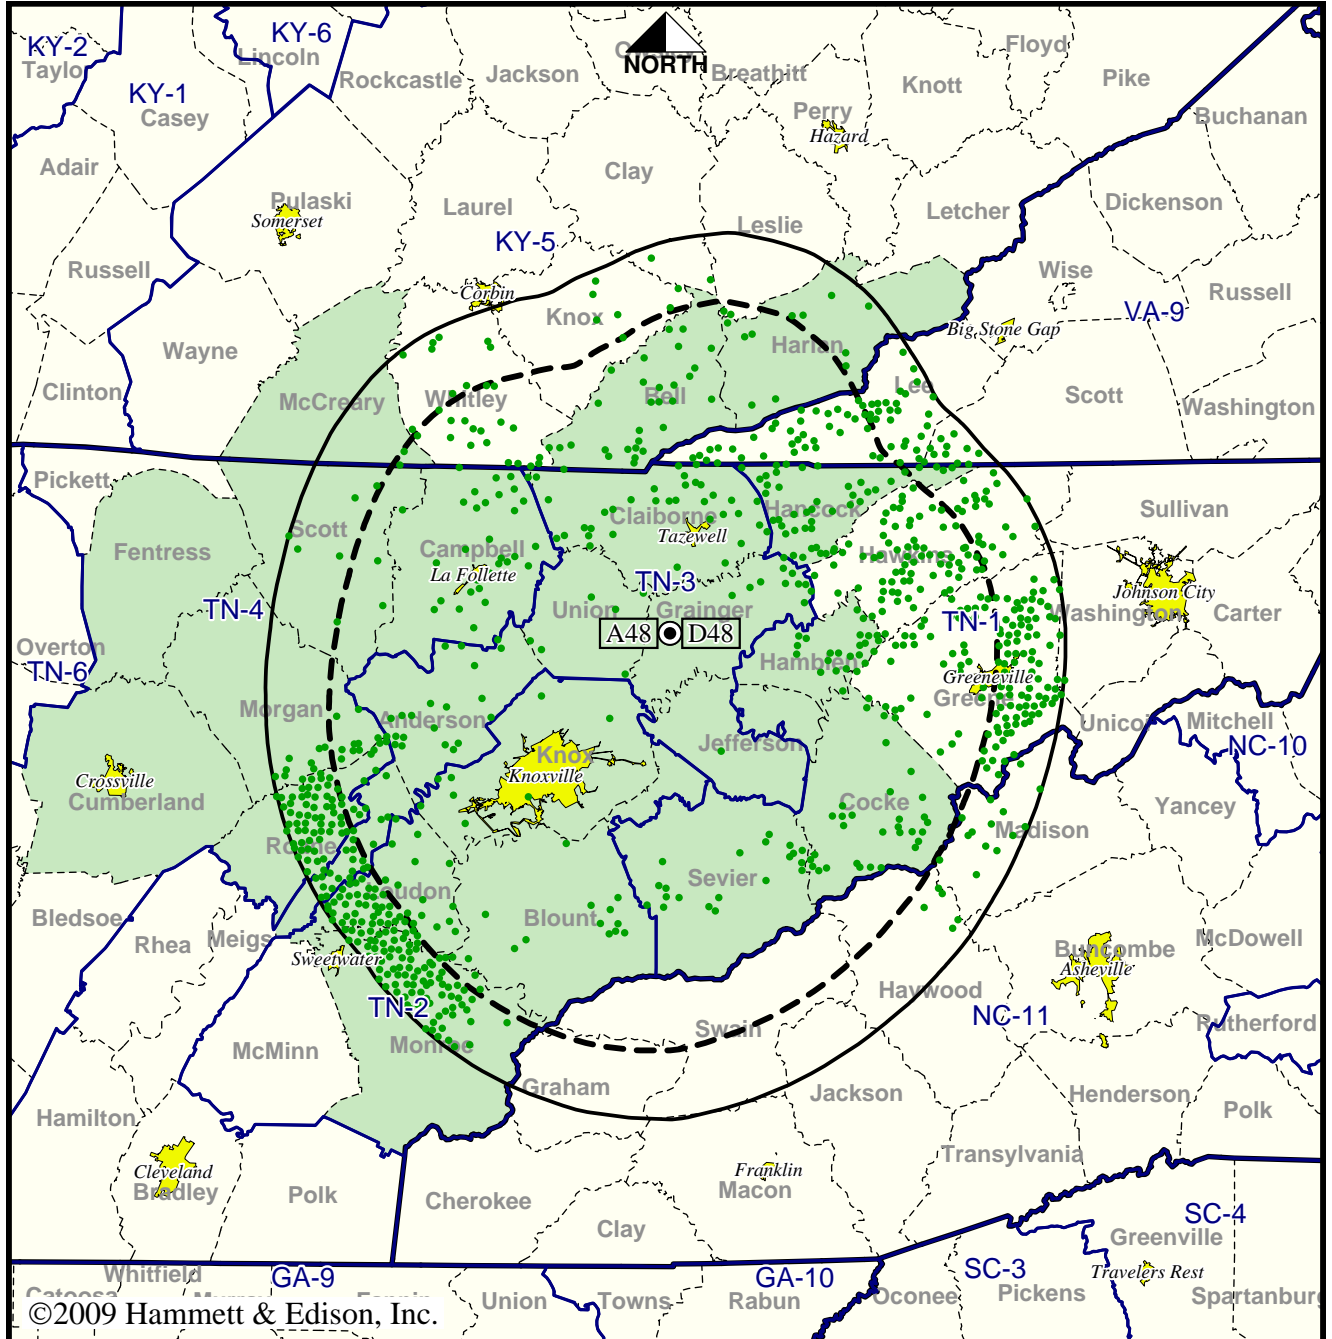 KY-2
KY-6
Lincoln
Taylo
Rockcastle
Jackson
NORTH
Breathitt
Floyd
Knott
Pike
KY-1
Casey
Perry
Hazard
Buchanan
Adair
Clay
Pulaski
Somerset
Laurel
Leslie
Letcher
Dickenson
KY-5
Russell
Wise
Russell
Corbin
Knox
VA-9
Big Stone Gap
Wayne
Harlan
Clinton
McCreary
Whitley
Bell
Lee
Scott
Washington
Pickett
Scott
Claiborne
Hancock
Sullivan
Tazewell
Fentress
Campbell
Hawkins
La Follette
TN-3
Johnson City
TN-4
Union
Grainger
TN-1
Washington
Carter
A48
D48
Overton
TN-6
Hamblen
Greeneville
Greene
Morgan
Anderson
Jefferson
Unicoi
Mitchell
NC-10
Knox
Knoxville
Crossville
Cumberland
Cocke
Yancey
Madison
Roane
Loudon
Sevier
Bledsoe
Rhea
Meigs
Blount
McDowell
Buncombe
Asheville
Sweetwater
TN-2
Haywood
NC-11
Rutherford
Swain
McMinn
Monroe
Graham
Jackson
Henderson
Hamilton
Polk
Transylvania
Cleveland
Bradley
Polk
Cherokee
Franklin
Macon
Clay
SC-4
Greenville
Whitfield
GA-9
GA-10
SC-3
Travelers Rest
Catoosa
Murray
Fannin
Union
Towns
Rabun
Oconee
Pickens
Spartanburg
©2009 Hammett & Edison, Inc.